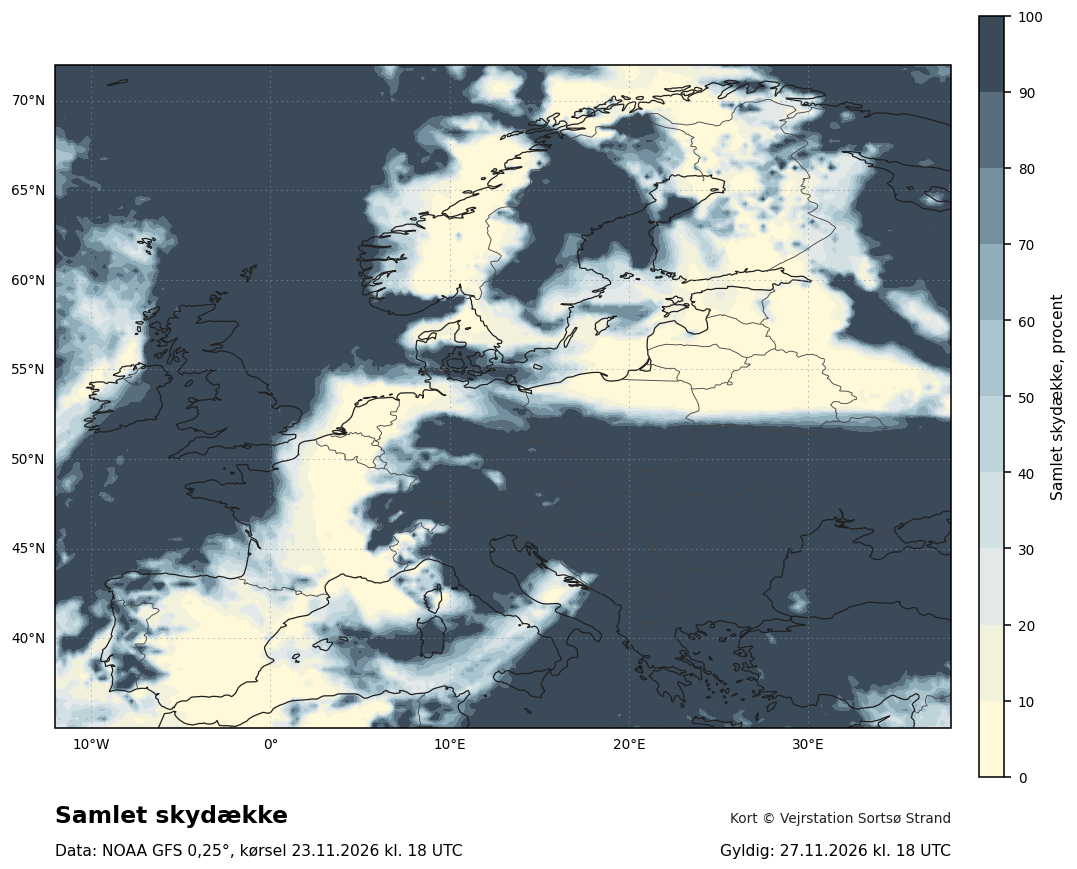 100
90
80
70
60
50
40
30
20
10
0
Samlet skydække, procent
70°N
65°N
60°N
55°N
50°N
45°N
40°N
10°W
0°
10°E
20°E
30°E
Samlet skydække
Kort © Vejrstation Sortsø Strand
Data: NOAA GFS 0,25°, kørsel 23.11.2026 kl. 18 UTC
Gyldig: 27.11.2026 kl. 18 UTC